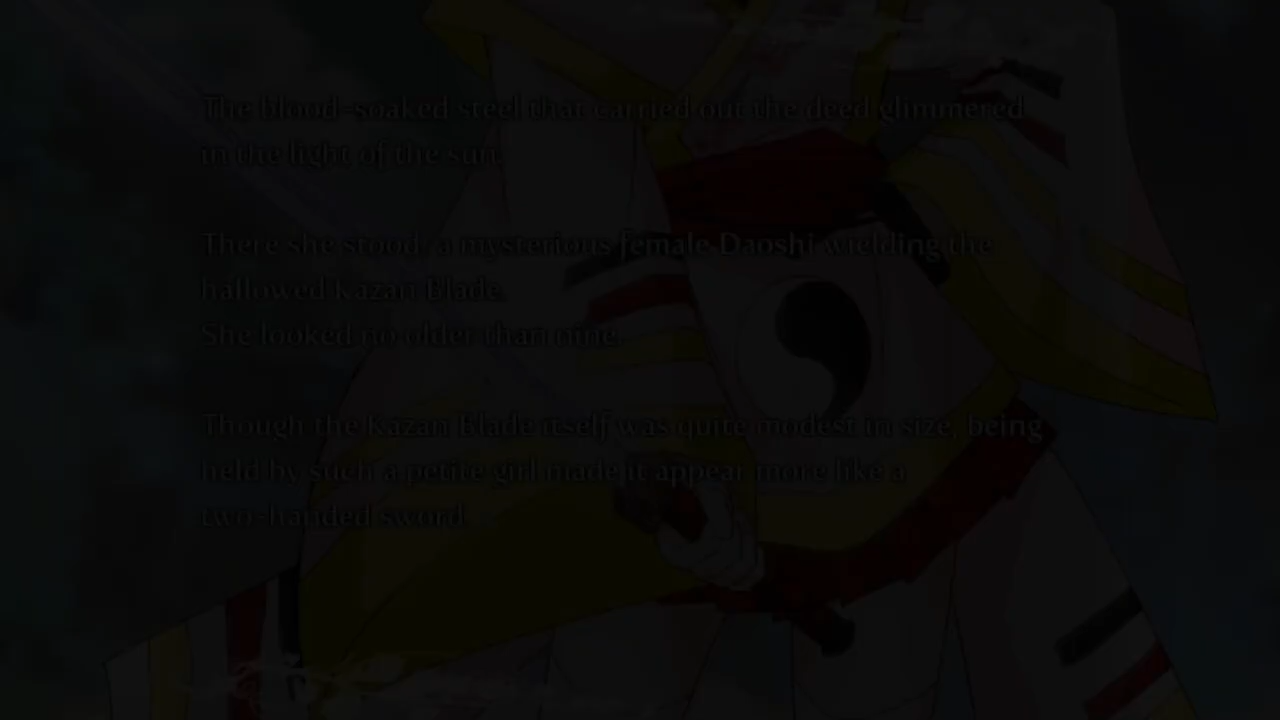 The blood-soaked steel that carried out the deed glimmered
in the light of the sun.
There she stood, a mysterious female Daoshi wielding the
hallowed Kazan Blade.
She looked no older than nine.
Though the Kazan Blade itself was quite modest in size, being
held by such a petite girl made it appear more like a
two-handed sword.